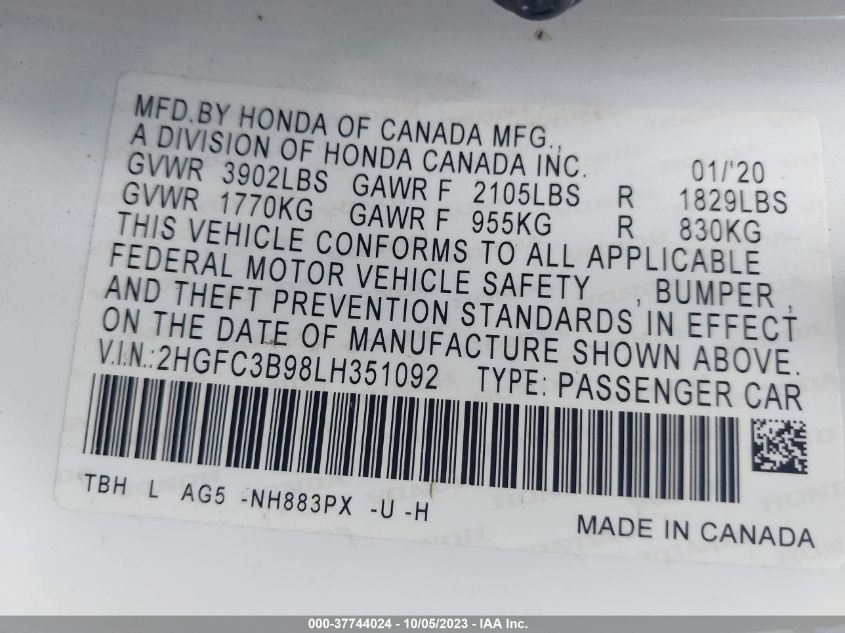 MFD.BY HONDA OF CANADA MFG.,
A DIVISION OF HONDA CANADA INC. 01/'20
GVWR 3902LBS GAWR F 2105LBS R 1829LBS
GVWR 1770KG GAWR F 955KG R 830KG
THIS VEHICLE CONFORMS TO ALL APPLICABLE
FEDERAL MOTOR VEHICLE SAFETY , BUMPER ,
AND THEFT PREVENTION STANDARDS IN EFFECT
ON THE DATE OF MANUFACTURE SHOWN ABOVE.
V.I.N.: 2HGFC3B98LH351092 TYPE: PASSENGER CAR
TBH L AG5 -NH883PX -U -H
MADE IN CANADA
000-37744024 - 10/05/2023 - IAA Inc.